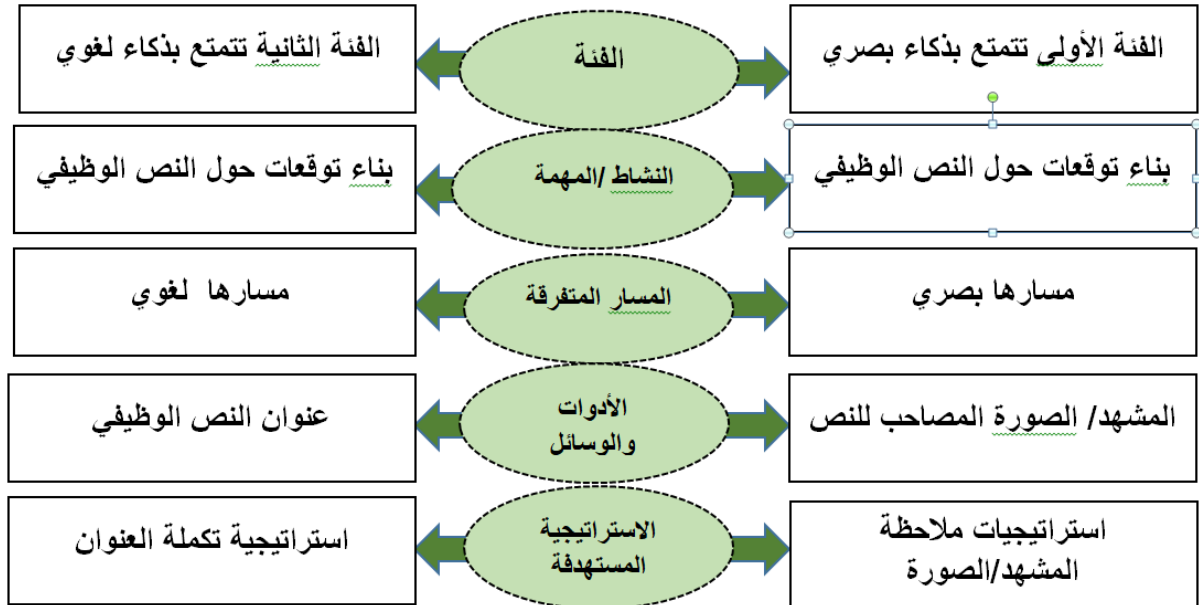 الفئة الأولى تتمتع بذكاء بصري
الفئة
الفئة الثانية تتمتع بذكاء لغوي
بناء توقعات حول النص الوظيفي
النشاط /المهمة
بناء توقعات حول النص الوظيفي
مسارها بصري
المسار المتفرقة
مسارها لغوي
المشهد/ الصورة المصاحب للنص
الأدوات
والوسائل
عنوان النص الوظيفي
استراتيجيات ملاحظة
المشهد/الصورة
الاستراتيجية
المستهدفة
استراتيجية تكملة العنوان